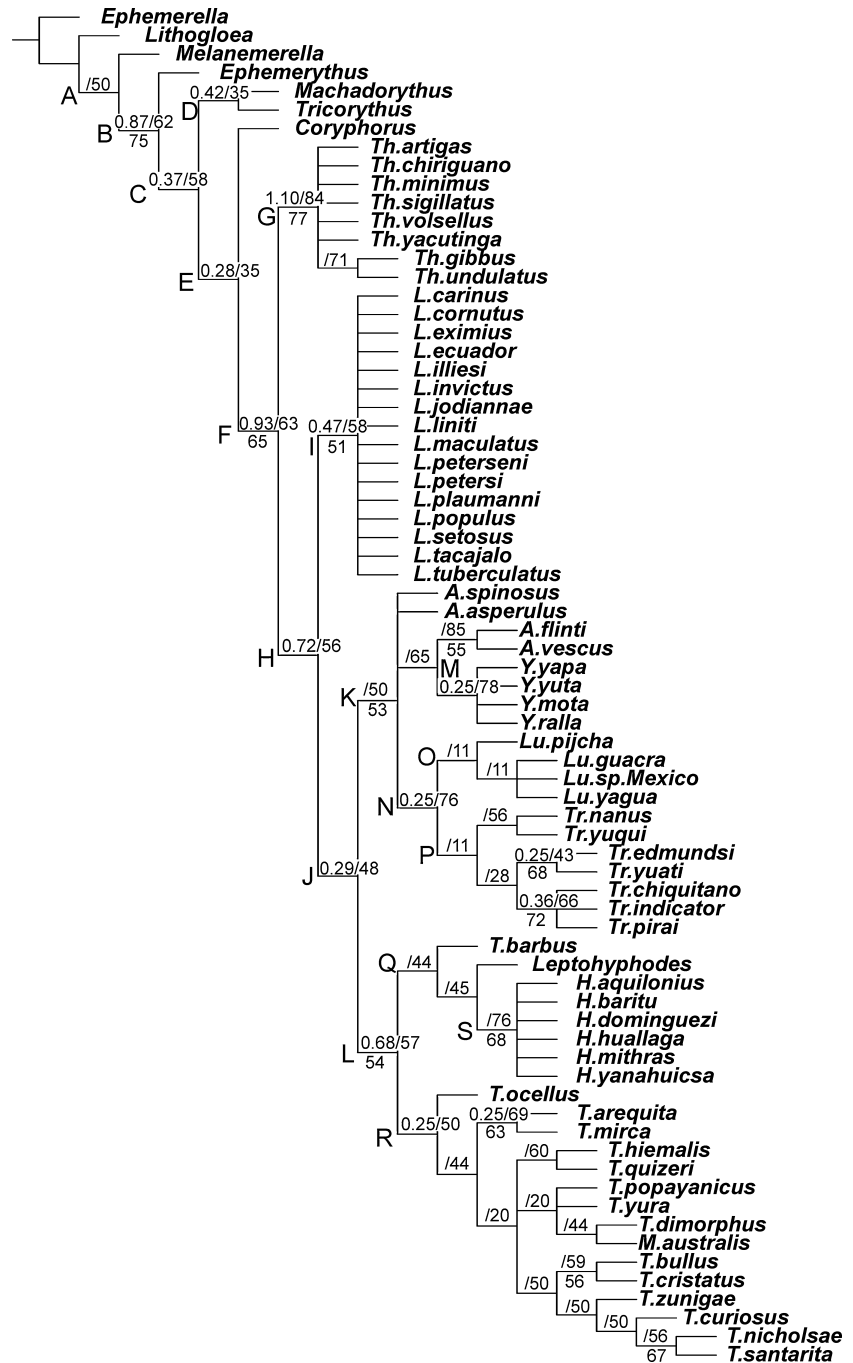 Ephemerella
Lithogloea
Melanemerella
/50
Ephemerythus
A
0.42/35
Machadorythus
D
Tricorythus
0.87/62
Coryphorus
B
75
Th.artigas
Th.chiriguano
0.37/58
Th.minimus
C
1.10/84
Th.sigillatus
G
77
Th.volsellus
Th.yacutinga
/71
Th.gibbus
0.28/35
Th.undulatus
E
L.carinus
L.cornutus
L.eximius
L.ecuador
L.illiesi
L.invictus
L.jodiannae
0.93/63
0.47/58
L.liniti
F
65
I
51
L.maculatus
L.peterseni
L.petersi
L.plaumanni
L.populus
L.setosus
L.tacajalo
L.tuberculatus
A.spinosus
A.asperulus
/85
A.flinti
0.72/56
55
A.vescus
H
/65
M
Y.yapa
/50
0.25/78
Y.yuta
K
53
Y.mota
Y.ralla
/11
Lu.pijcha
O
Lu.guacra
/11
Lu.sp.Mexico
0.25/76
Lu.yagua
N
/56
Tr.nanus
Tr.yuqui
/11
P
0.25/43
Tr.edmundsi
0.29/48
/28
68
Tr.yuati
J
Tr.chiquitano
0.36/66
Tr.indicator
72
Tr.pirai
T.barbus
Q
/44
Leptohyphodes
/45
H.aquilonius
H.baritu
/76
H.dominguezi
S
68
H.huallaga
0.68/57
H.mithras
L
54
H.yanahuicsa
T.ocellus
0.25/69
T.arequita
0.25/50
63
T.mirca
R
/60
T.hiemalis
/44
T.quizeri
T.popayanicus
/20
T.yura
/20
/44
T.dimorphus
M.australis
/59
T.bullus
56
T.cristatus
/50
T.zunigae
/50
T.curiosus
/50
/56
T.nicholsae
67
T.santarita